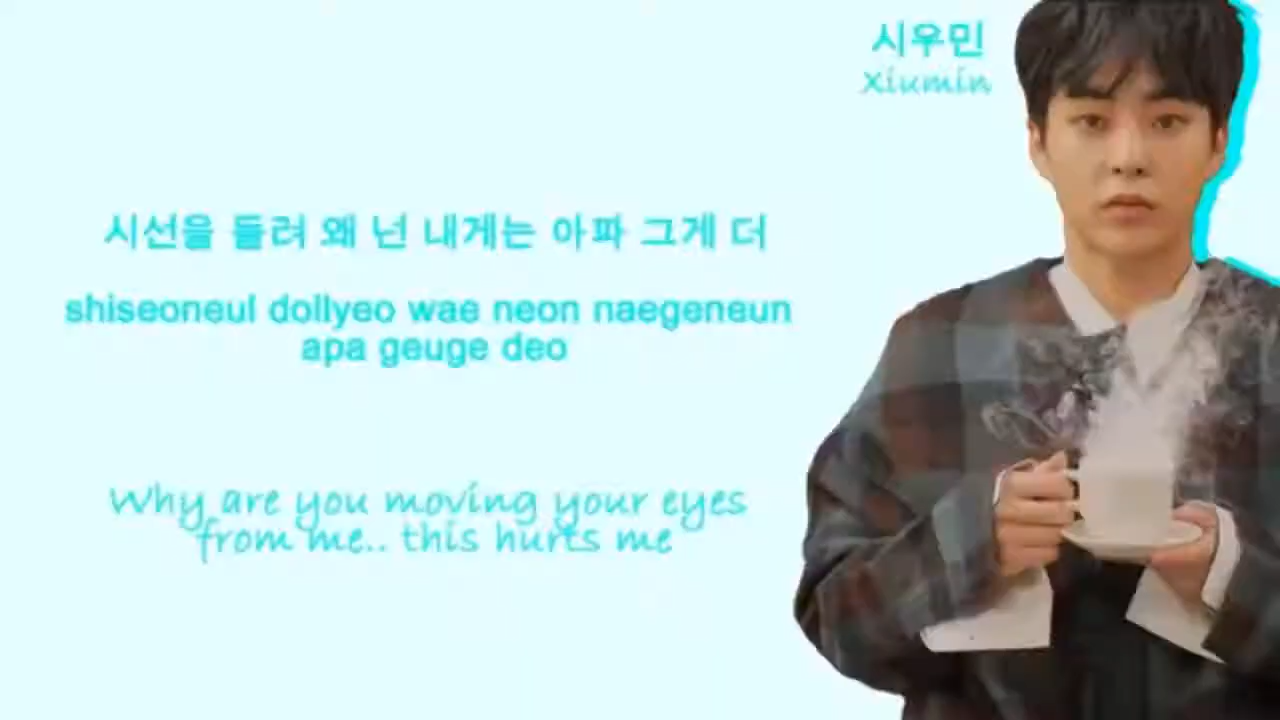 시우민
Xiumin
시선을 들려 왜 넌 내게는 아파 그게 더
shiseoneul dollyeo wae neon naegeneun
apa geuge deo
Why are you moving your eyes
from me.. this hurts me